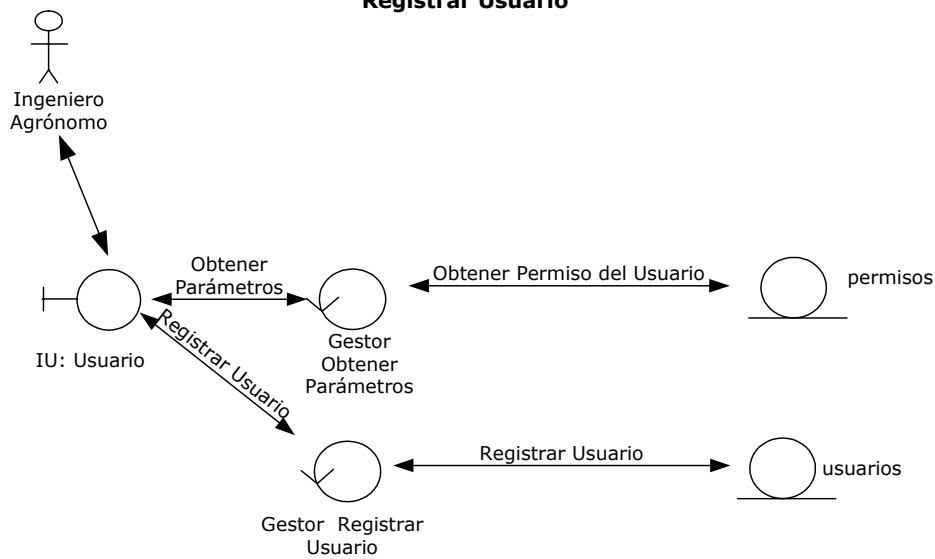 Registrar Usuario
Ingeniero
Agrónomo
Obtener
Parámetros
Obtener Permiso del Usuario
permisos
IU: Usuario
Registrar Usuario
Gestor
Obtener
Parámetros
Registrar Usuario
usuarios
Gestor Registrar
Usuario